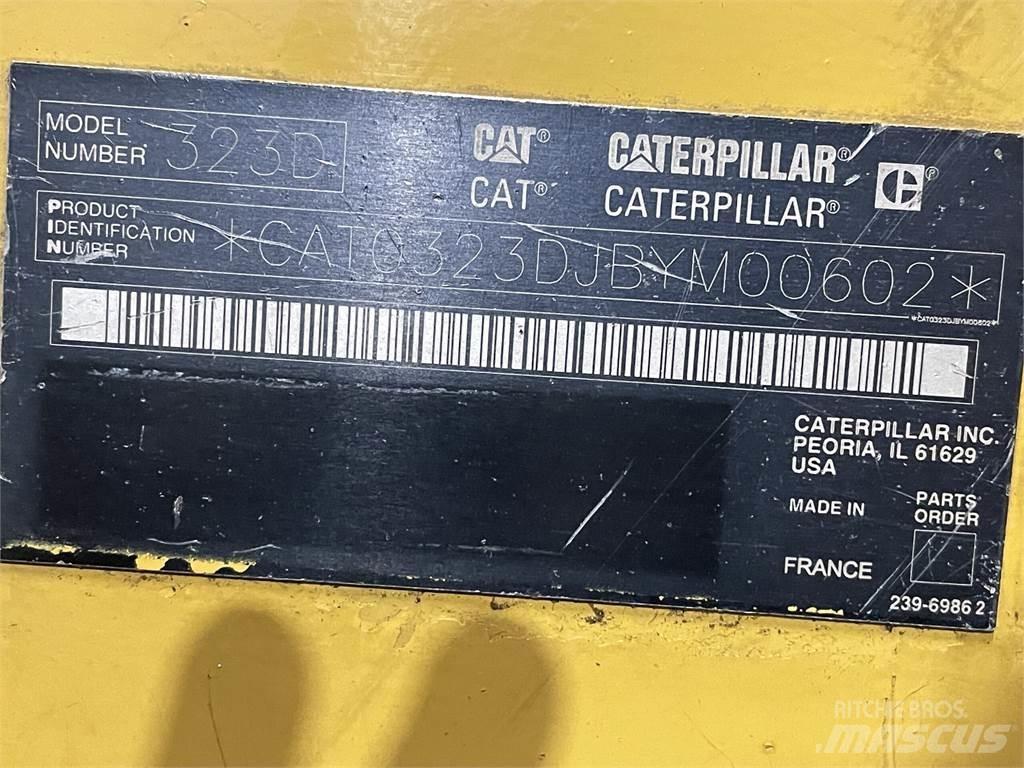 MODEL
NUMBER 323D
CAT® CATERPILLAR®
CAT® CATERPILLAR®
PRODUCT
IDENTIFICATION
NUMBER *CAT0323DJBYM00602*
*CAT0323DJBYM00602*
CATERPILLAR INC.
PEORIA, IL 61629
USA
MADE IN
PARTS
ORDER
FRANCE
239-6986 2
RITCHIE BROS.
MASCUS